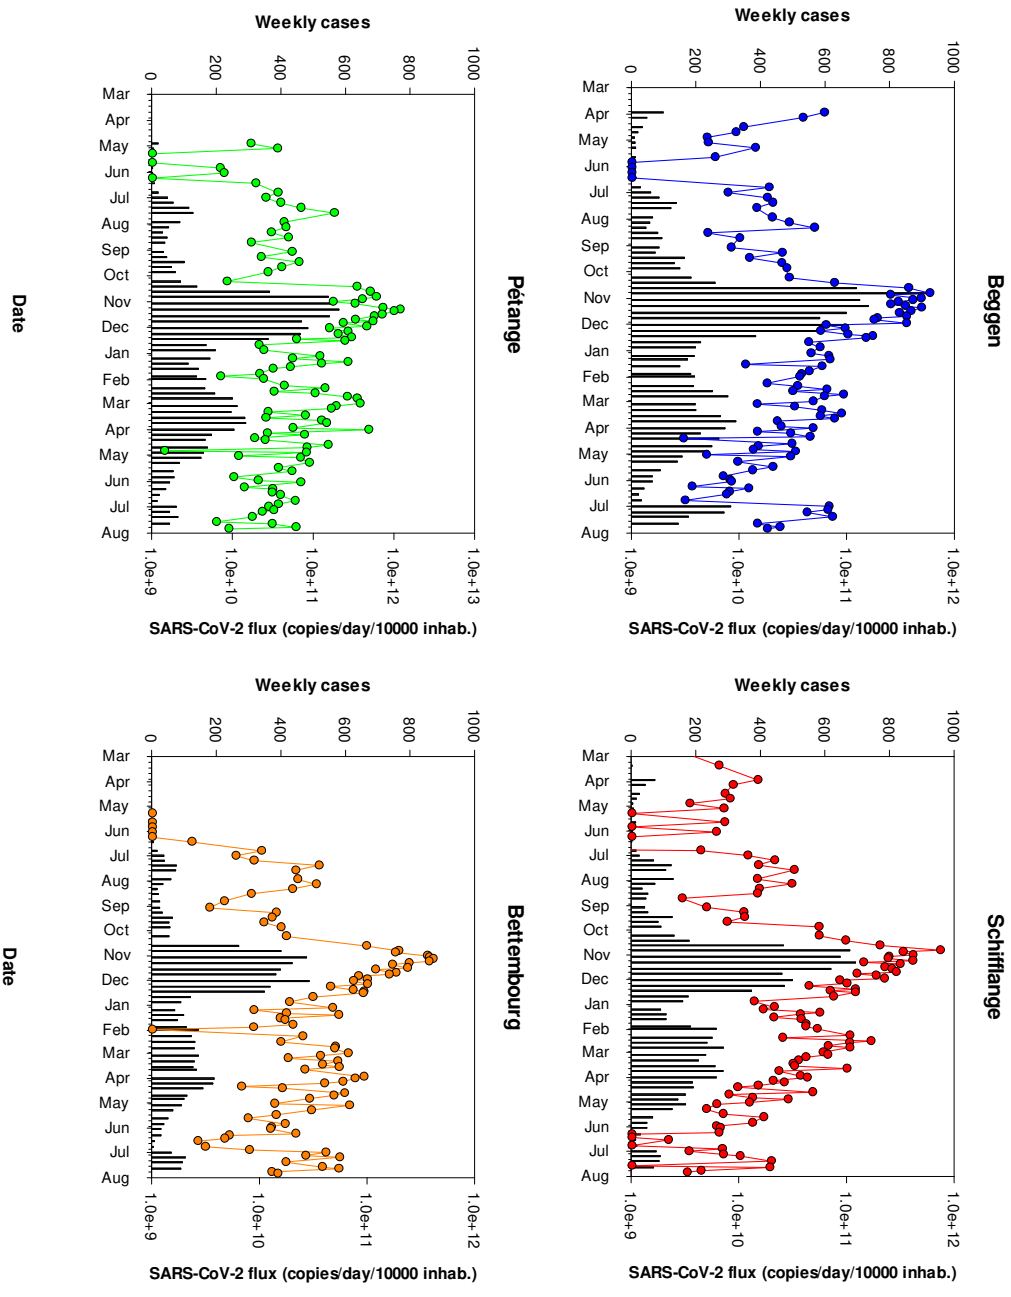 Weekly cases
0 200 400 600 800 1000
Mar
Apr
May
Jun
Jul
Aug
Sep
Oct
Nov
Dec
Jan
Feb
Mar
Apr
May
Jun
Jul
Aug
1.0e+9 1.0e+10 1.0e+11 1.0e+12
SARS-CoV-2 flux (copies/day/10000 inhab.)
Beggen
Weekly cases
0 200 400 600 800 1000
Mar
Apr
May
Jun
Jul
Aug
Sep
Oct
Nov
Dec
Jan
Feb
Mar
Apr
May
Jun
Jul
Aug
1.0e+9 1.0e+10 1.0e+11 1.0e+12
SARS-CoV-2 flux (copies/day/10000 inhab.)
Schifflange
Weekly cases
0 200 400 600 800 1000
Mar
Apr
May
Jun
Jul
Aug
Sep
Oct
Nov
Dec
Jan
Feb
Mar
Apr
May
Jun
Jul
Aug
1.0e+9 1.0e+10 1.0e+11 1.0e+12 1.0e+13
SARS-CoV-2 flux (copies/day/10000 inhab.)
Pétange
Date
Weekly cases
0 200 400 600 800 1000
Mar
Apr
May
Jun
Jul
Aug
Sep
Oct
Nov
Dec
Jan
Feb
Mar
Apr
May
Jun
Jul
Aug
1.0e+9 1.0e+10 1.0e+11 1.0e+12
SARS-CoV-2 flux (copies/day/10000 inhab.)
Bettembourg
Date